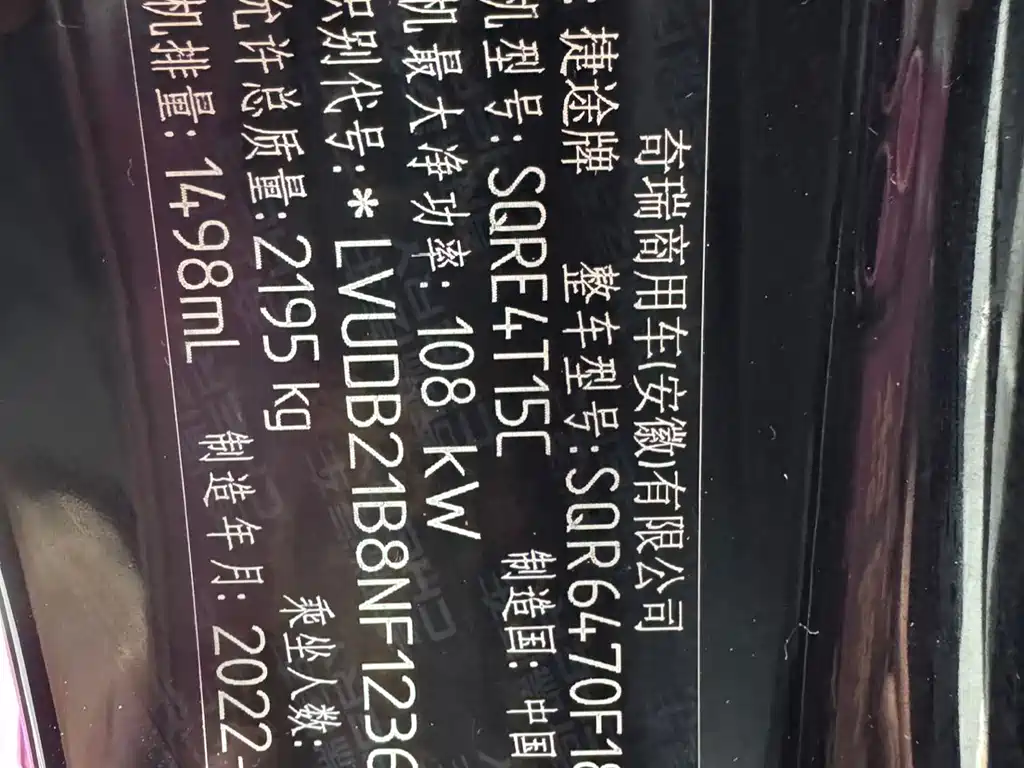 奇瑞商用车(安徽)有限公司
: 捷途牌 整车型号: SQR6470F18
机型号: SQRE4T15C 制造国: 中国
机最大净功率: 108 kW
识别代号: * LVUDB21B8NF1236
允许总质量: 2195 kg 乘坐人数:
机排量: 1498mL 制造年月: 2022-